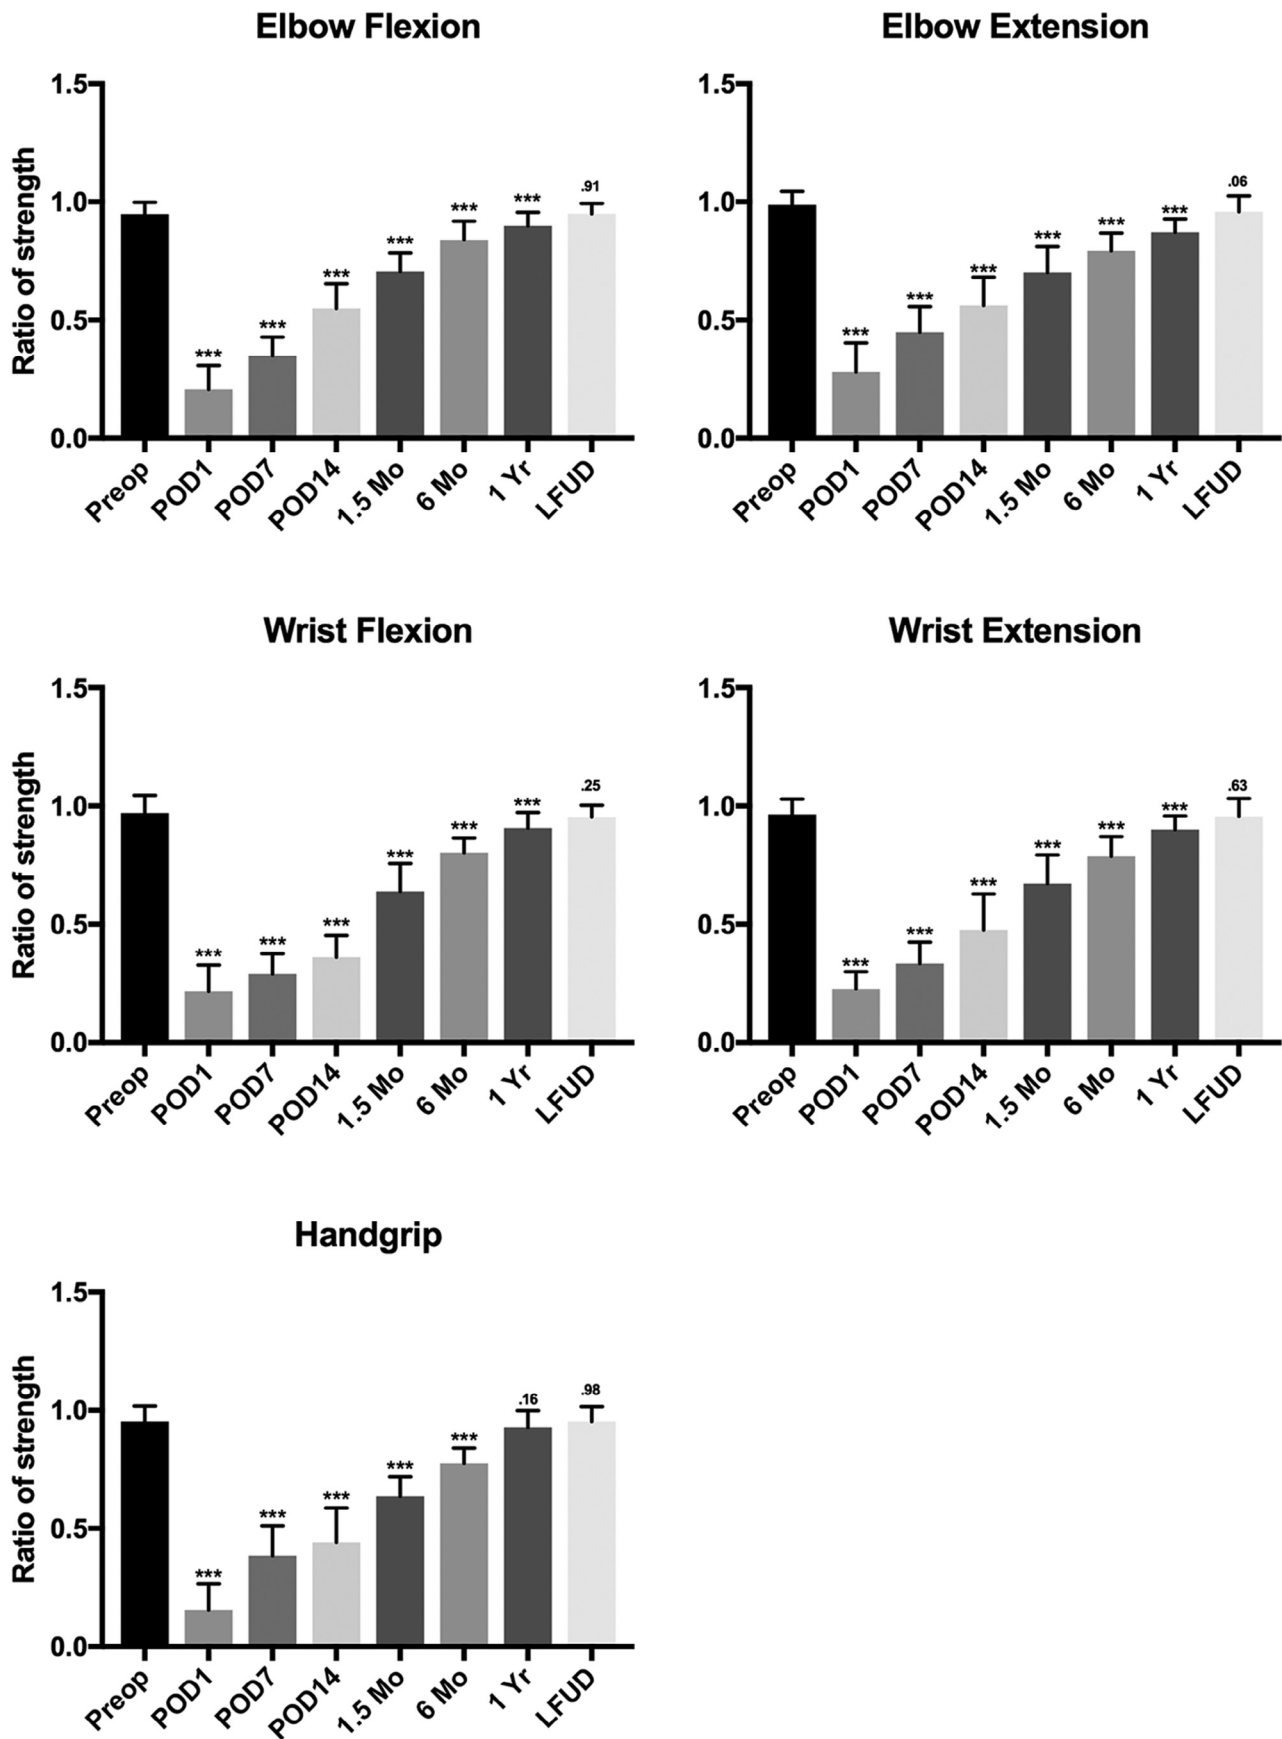 Elbow Flexion
Ratio of strength
1.5
1.0
0.5
0.0
*** *** *** *** *** *** .91
Preop POD1 POD7 POD14 1.5 Mo 6 Mo 1 Yr LFUD
Elbow Extension
1.5
1.0
0.5
0.0
*** *** *** *** *** *** .06
Preop POD1 POD7 POD14 1.5 Mo 6 Mo 1 Yr LFUD
Wrist Flexion
Ratio of strength
1.5
1.0
0.5
0.0
*** *** *** *** *** *** .25
Preop POD1 POD7 POD14 1.5 Mo 6 Mo 1 Yr LFUD
Wrist Extension
1.5
1.0
0.5
0.0
*** *** *** *** *** *** .63
Preop POD1 POD7 POD14 1.5 Mo 6 Mo 1 Yr LFUD
Handgrip
Ratio of strength
1.5
1.0
0.5
0.0
*** *** *** *** *** .16 .98
Preop POD1 POD7 POD14 1.5 Mo 6 Mo 1 Yr LFUD